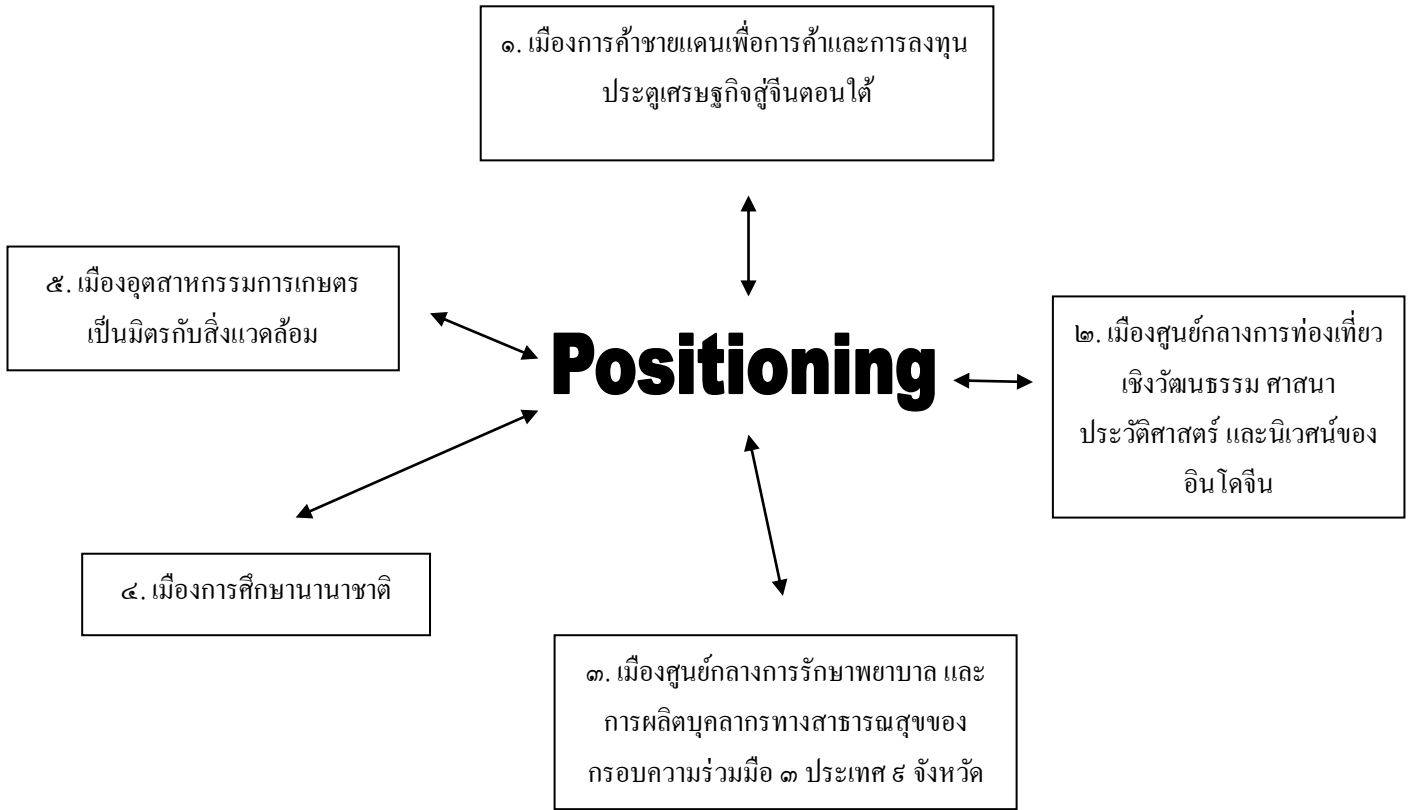 ๑. เมืองการค้าชายแดนเพื่อการค้าและการลงทุน
ประตูเศรษฐกิจสู่จีนตอนใต้
๕. เมืองอุตสาหกรรมการเกษตร
เป็นมิตรกับสิ่งแวดล้อม
Positioning
๒. เมืองศูนย์กลางการท่องเที่ยว
เชิงวัฒนธรรม ศาสนา
ประวัติศาสตร์ และนิเวศน์ของ
อินโดจีน
๔. เมืองการศึกษานานาชาติ
๓. เมืองศูนย์กลางการรักษาพยาบาล และ
การผลิตบุคลากรทางสาธารณสุขของ
กรอบความร่วมมือ ๓ ประเทศ ๙ จังหวัด